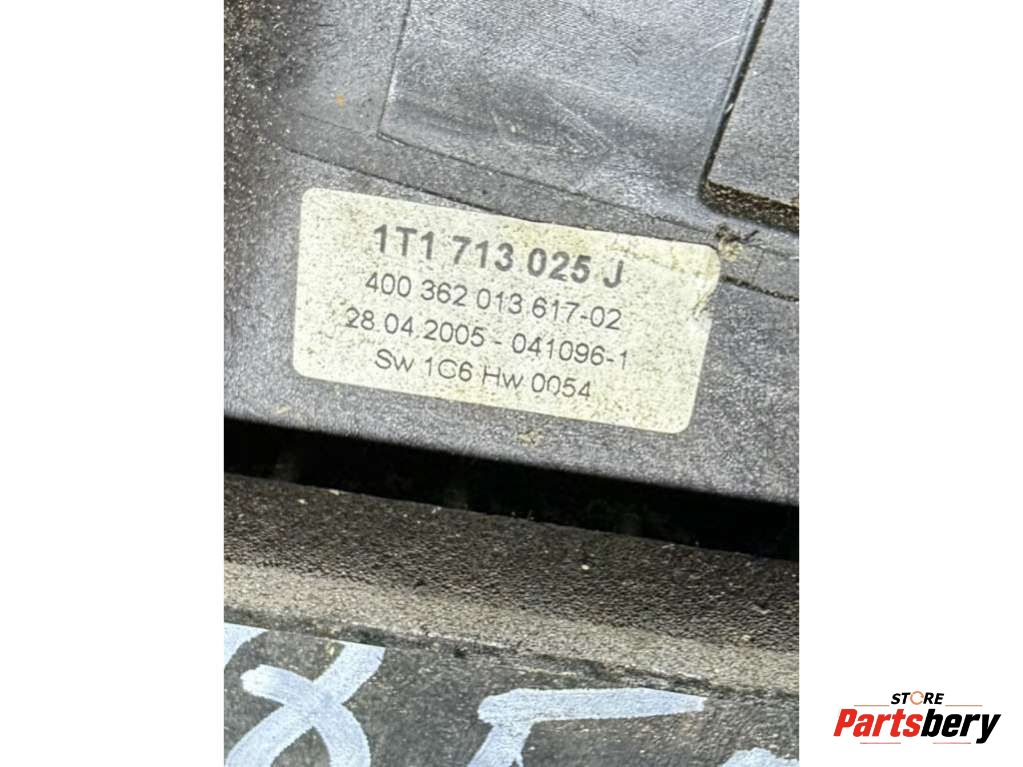 1T1 713 025 J
400 362 013.617-02
28.04.2005 - 041096-1
Sw 1C6 Hw 0054
STORE
Partsbery